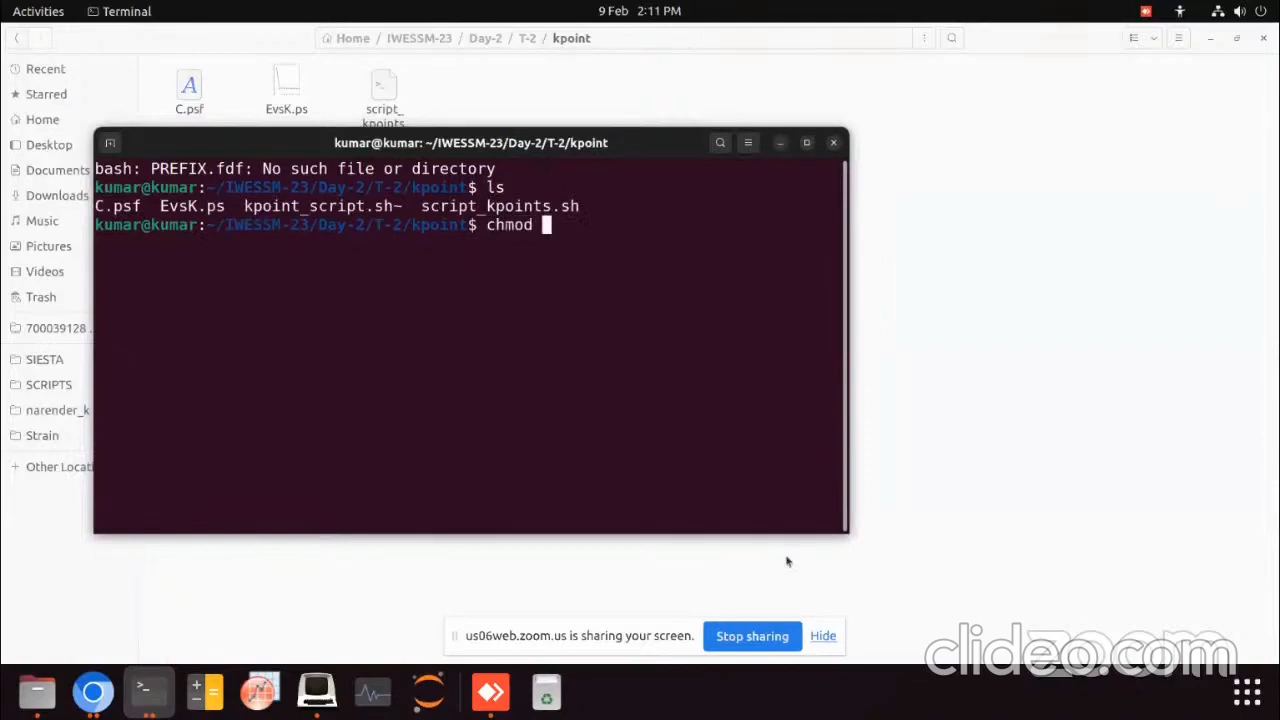 Activities Terminal 9 Feb 2:11 PM
Home / IWESSM-23 / Day-2 / T-2 / kpoint
Recent
Starred
Home
Desktop
Documents
Downloads
Music
Pictures
Videos
Trash
700039128 ..
SIESTA
SCRIPTS
narender_k
Strain
+ Other Locati
C.psf EvsK.ps script_
kpoints.
kumar@kumar: ~/IWESSM-23/Day-2/T-2/kpoint
bash: PREFIX.fdf: No such file or directory
kumar@kumar:~/IWESSM-23/Day-2/T-2/kpoint$ ls
C.psf EvsK.ps kpoint_script.sh~ script_kpoints.sh
kumar@kumar:~/IWESSM-23/Day-2/T-2/kpoint$ chmod
us06web.zoom.us is sharing your screen. Stop sharing Hide
zoom
clideo.com